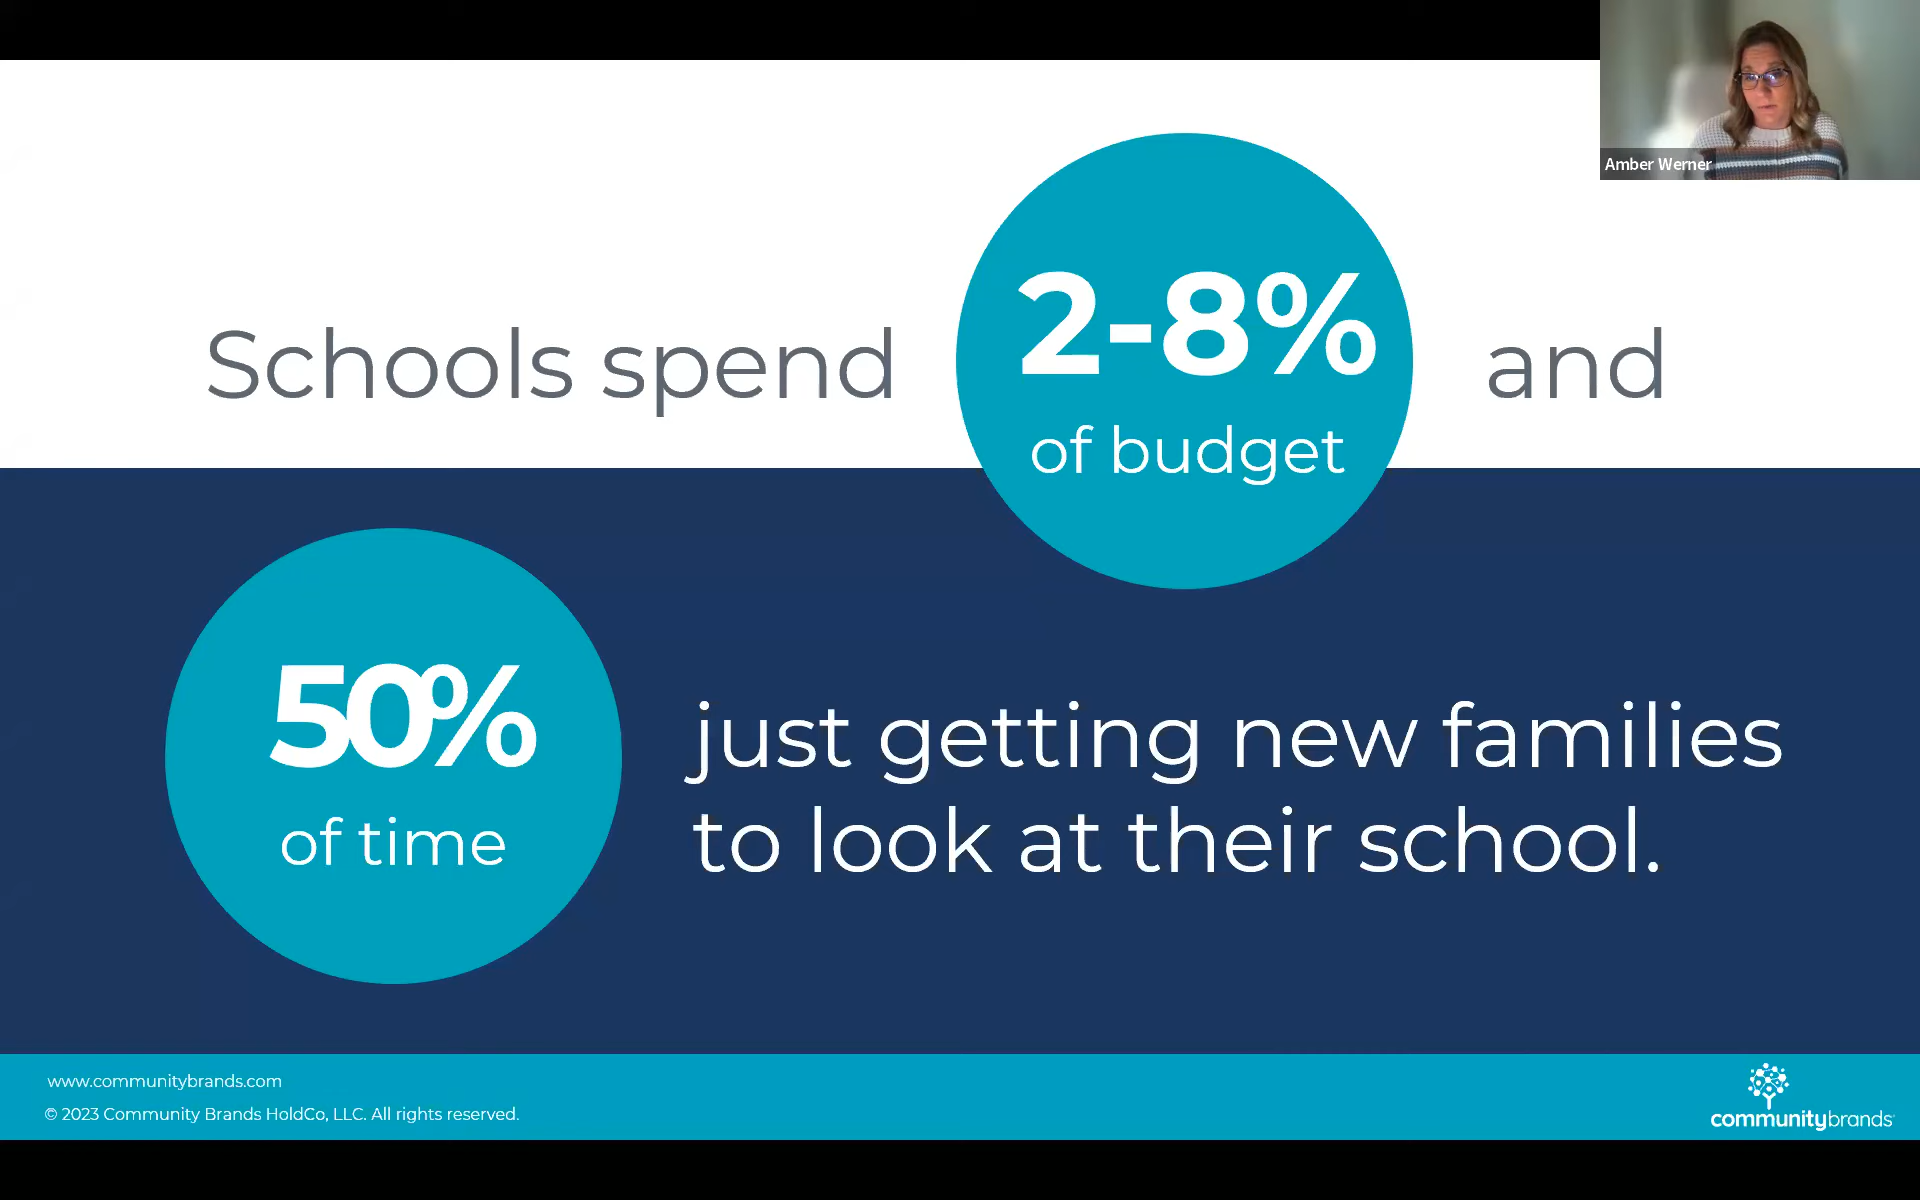 Amber Werner
Schools spend
2-8%
of budget
and
50%
of time
just getting new families
to look at their school.
www.communitybrands.com
© 2023 Community Brands HoldCo, LLC. All rights reserved.
communitybrands